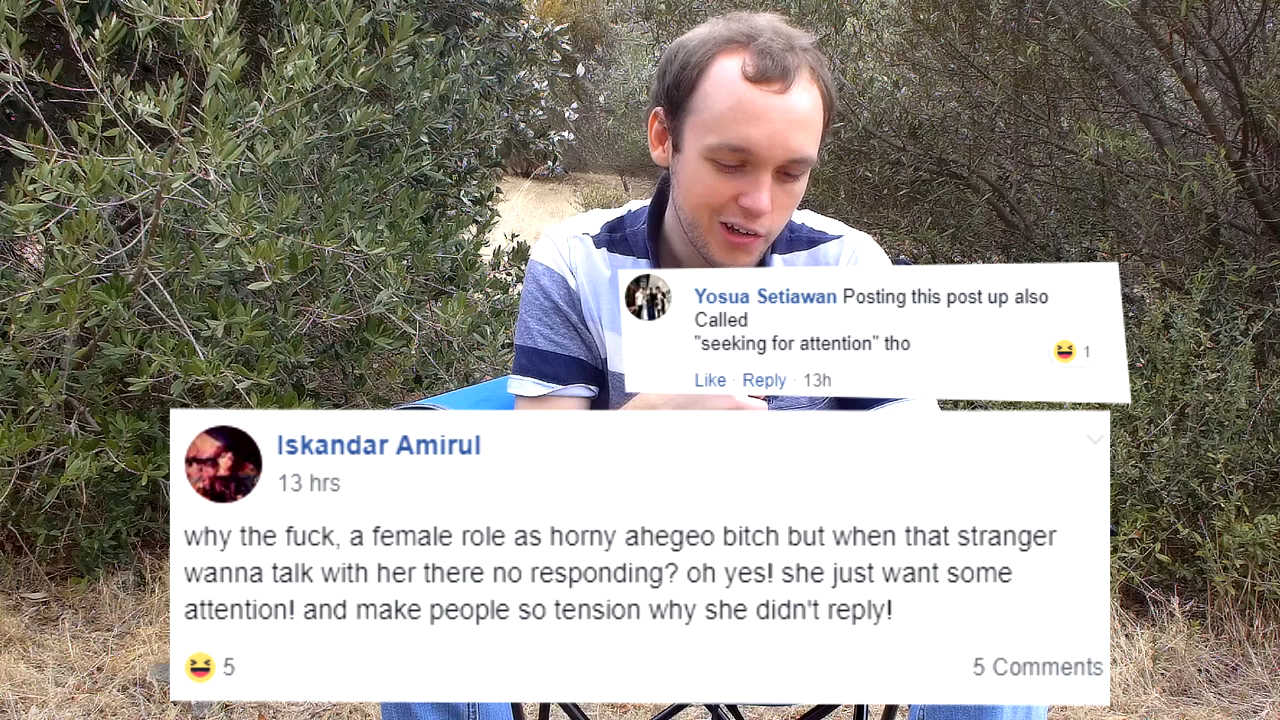 Yosua Setiawan Posting this post up also
Called
"seeking for attention" tho
1
Like · Reply · 13h
Iskandar Amirul
13 hrs
why the fuck, a female role as horny ahegeo bitch but when that stranger
wanna talk with her there no responding? oh yes! she just want some
attention! and make people so tension why she didn't reply!
5
5 Comments